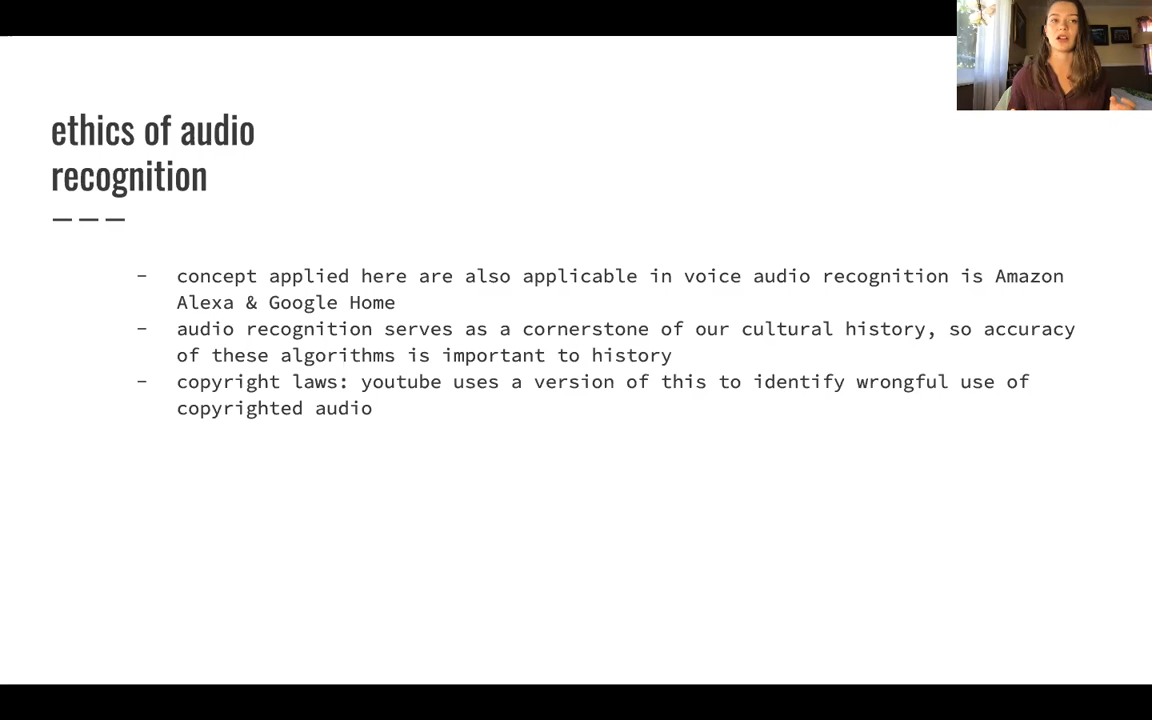 ethics of audio
recognition
- concept applied here are also applicable in voice audio recognition is Amazon
Alexa & Google Home
- audio recognition serves as a cornerstone of our cultural history, so accuracy
of these algorithms is important to history
- copyright laws: youtube uses a version of this to identify wrongful use of
copyrighted audio